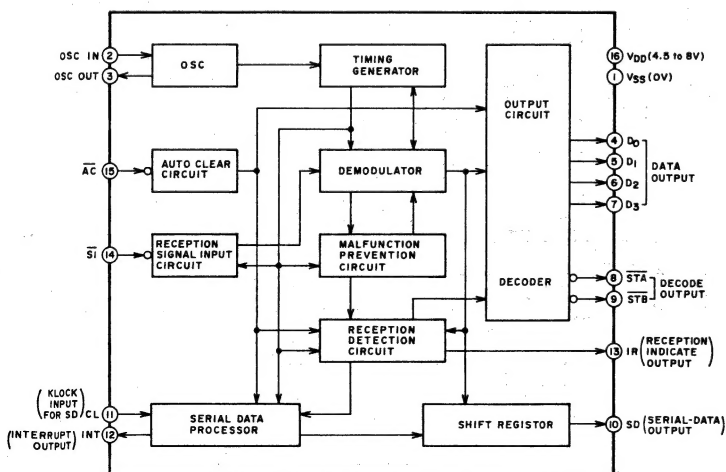 OSC IN 2
OSC OUT 3
OSC
TIMING
GENERATOR
16 VDD (4.5 to 8V)
1 VSS (0V)
OUTPUT
CIRCUIT
AC 15
AUTO CLEAR
CIRCUIT
DEMODULATOR
4 D0
5 D1
6 D2
7 D3
DATA
OUTPUT
SI 14
RECEPTION
SIGNAL INPUT
CIRCUIT
MALFUNCTION
PREVENTION
CIRCUIT
DECODER
8 STA
9 STB
DECODE
OUTPUT
RECEPTION
DETECTION
CIRCUIT
13 IR (RECEPTION
INDICATE
OUTPUT)
(KLOCK
INPUT
FOR SD) CL 11
(INTERRUPT
OUTPUT) INT 12
SERIAL DATA
PROCESSOR
SHIFT REGISTOR
10 SD (SERIAL-DATA
OUTPUT)